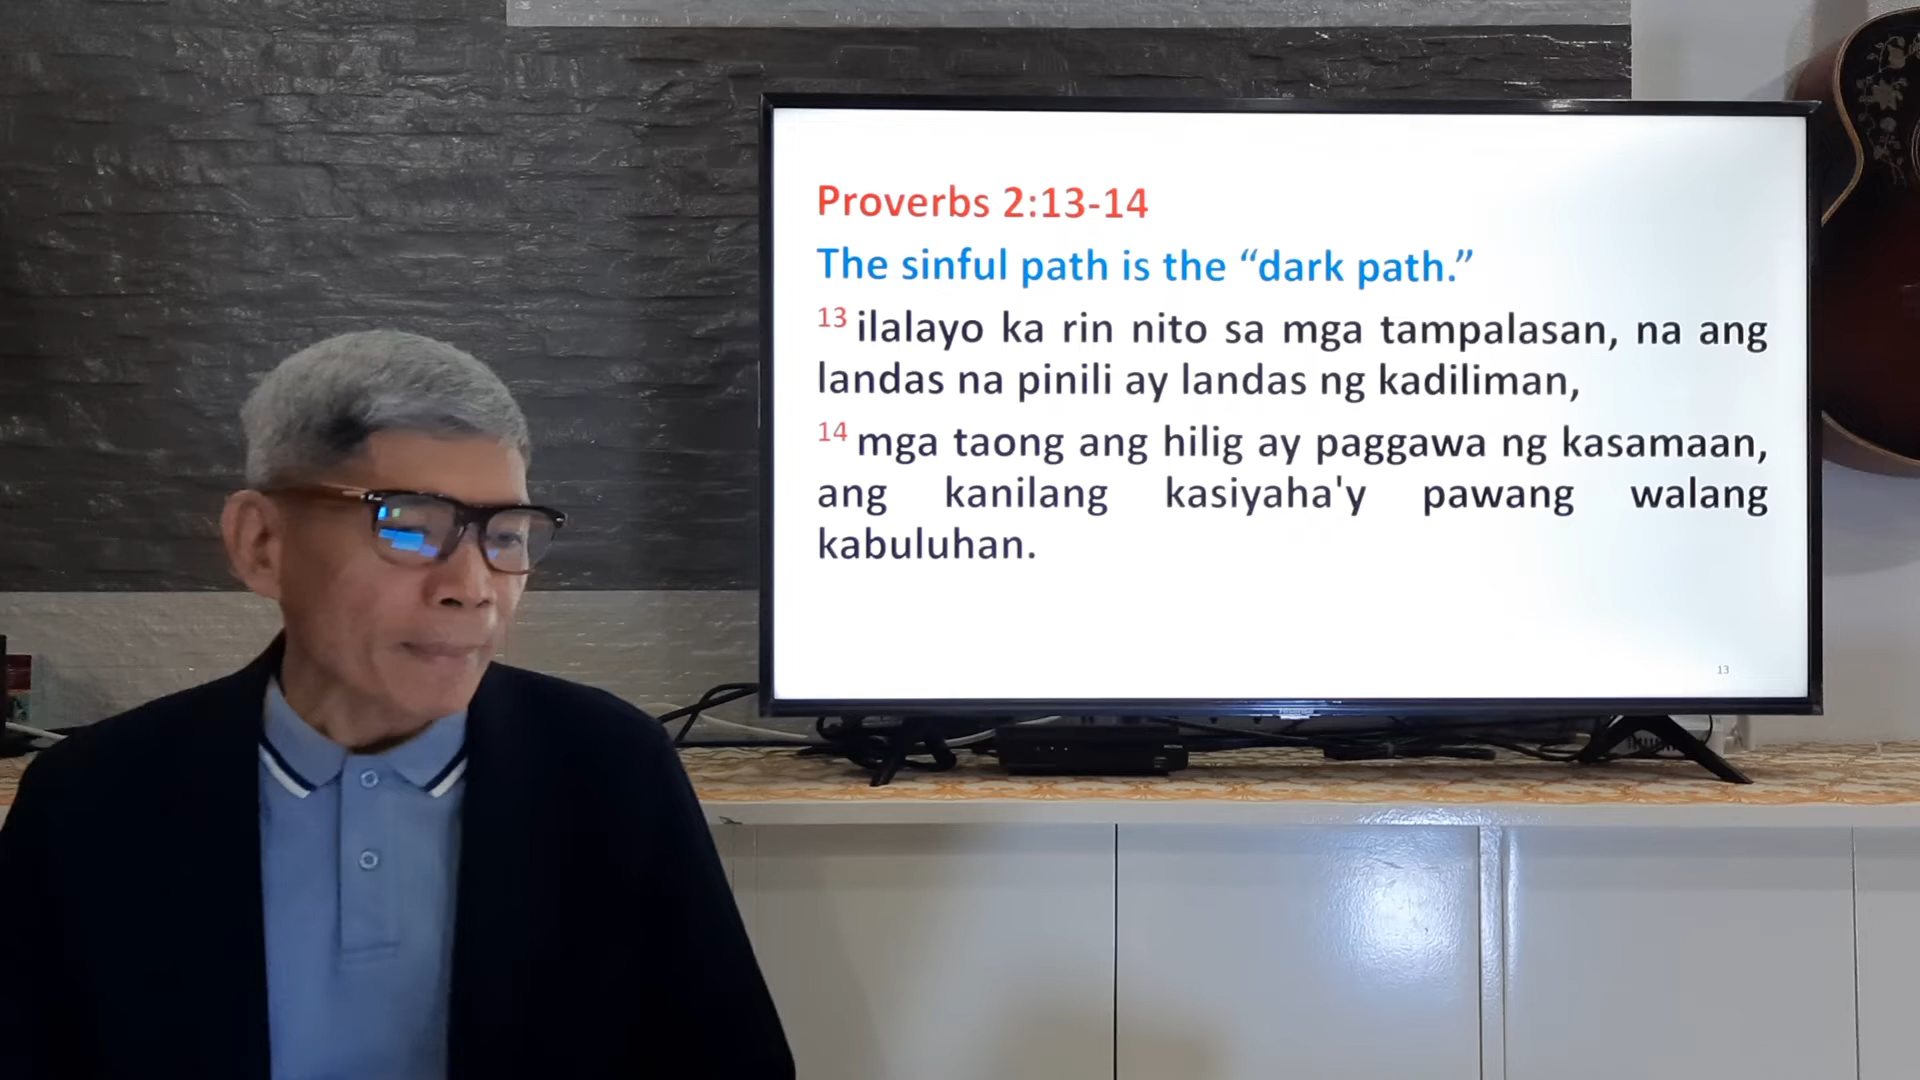 Proverbs 2:13-14
The sinful path is the “dark path.”
13 ilalayo ka rin nito sa mga tampalasan, na ang
landas na pinili ay landas ng kadiliman,
14 mga taong ang hilig ay paggawa ng kasamaan,
ang kanilang kasiyaha'y pawang walang
kabuluhan.
13